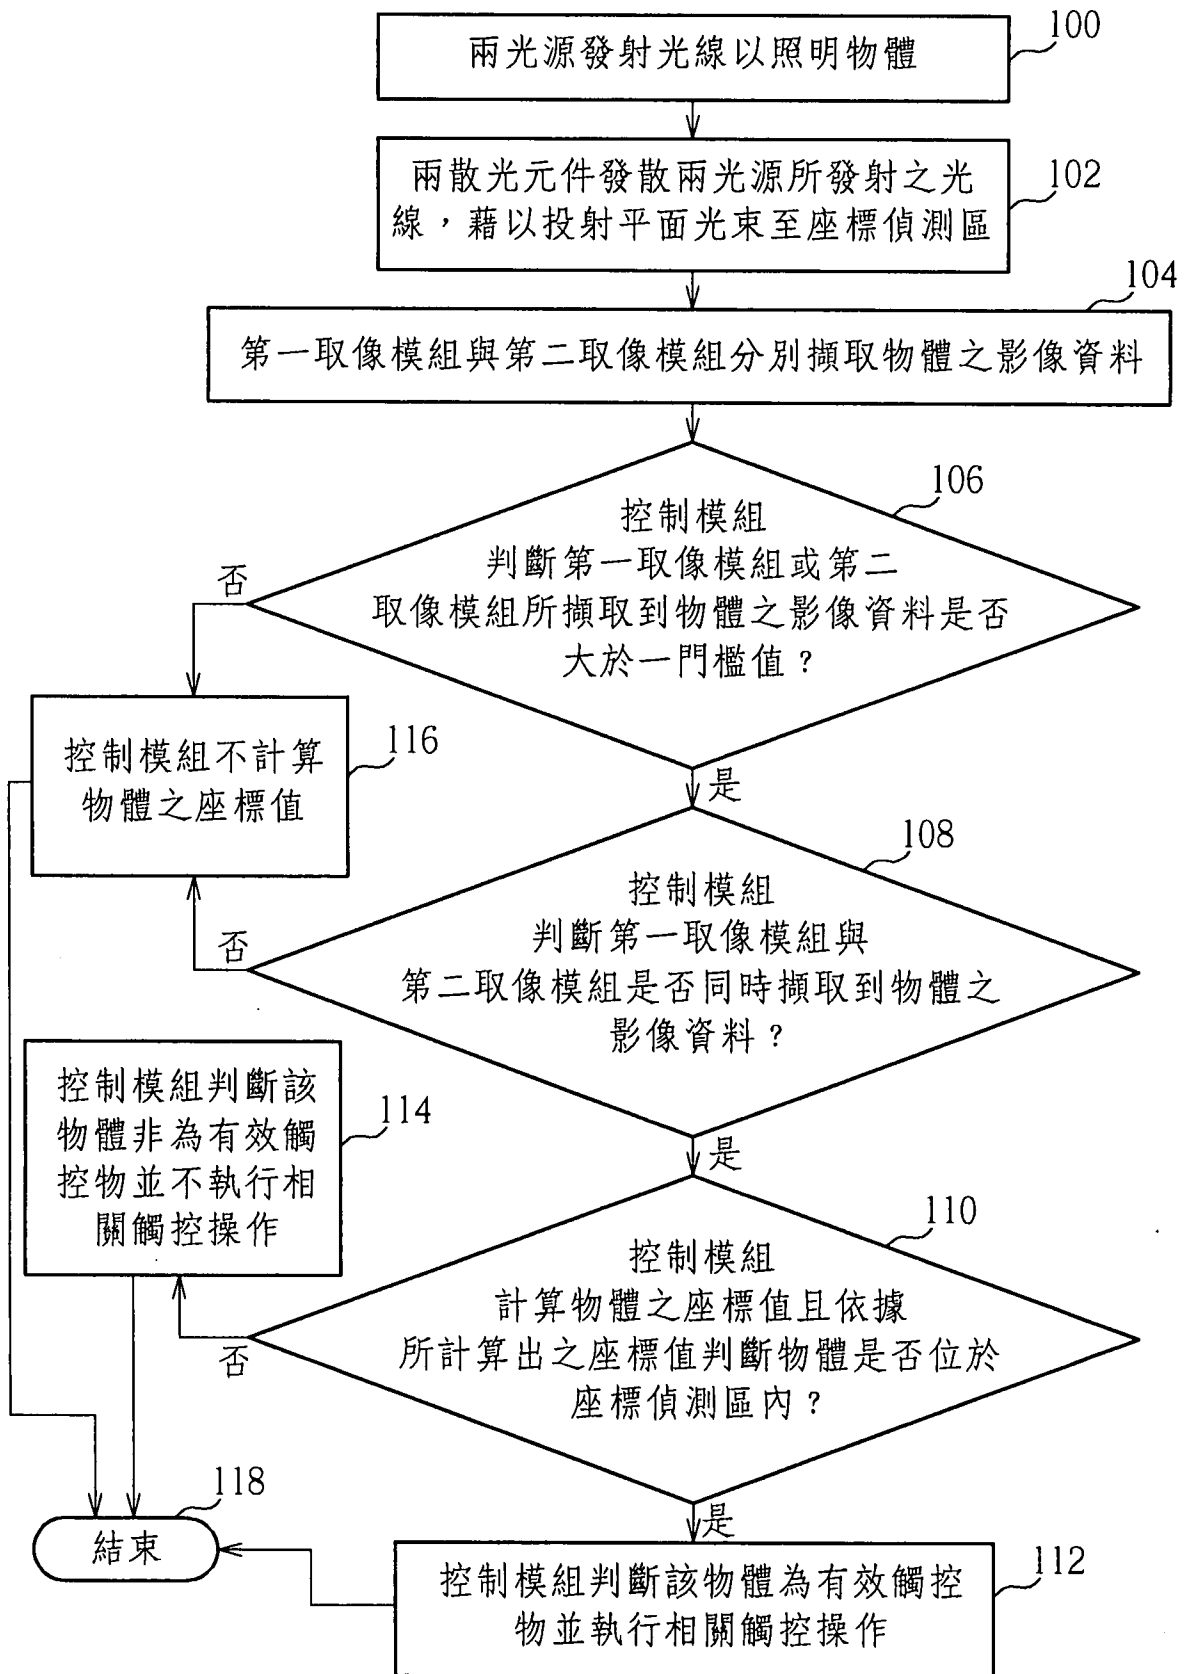 兩光源發射光線以照明物體
100
兩散光元件發散兩光源所發射之光
線，藉以投射平面光束至座標偵測區
102
104
第一取像模組與第二取像模組分別擷取物體之影像資料
106
控制模組
判斷第一取像模組或第二
取像模組所擷取到物體之影像資料是否
大於一門檻值？
否
是
控制模組不計算
物體之座標值
116
108
控制模組
判斷第一取像模組與
第二取像模組是否同時擷取到物體之
影像資料？
否
是
控制模組判斷該
物體非為有效觸
控物並不執行相
關觸控操作
114
110
控制模組
計算物體之座標值且依據
所計算出之座標值判斷物體是否位於
座標偵測區內？
否
是
118
結束
控制模組判斷該物體為有效觸控
物並執行相關觸控操作
112